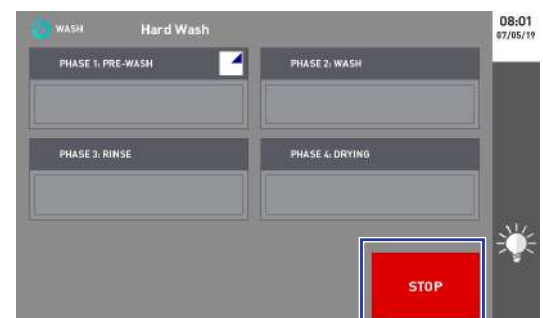 WASH Hard Wash
08:01
07/05/19
PHASE 1: PRE-WASH
PHASE 2: WASH
PHASE 3: RINSE
PHASE 4: DRYING
STOP